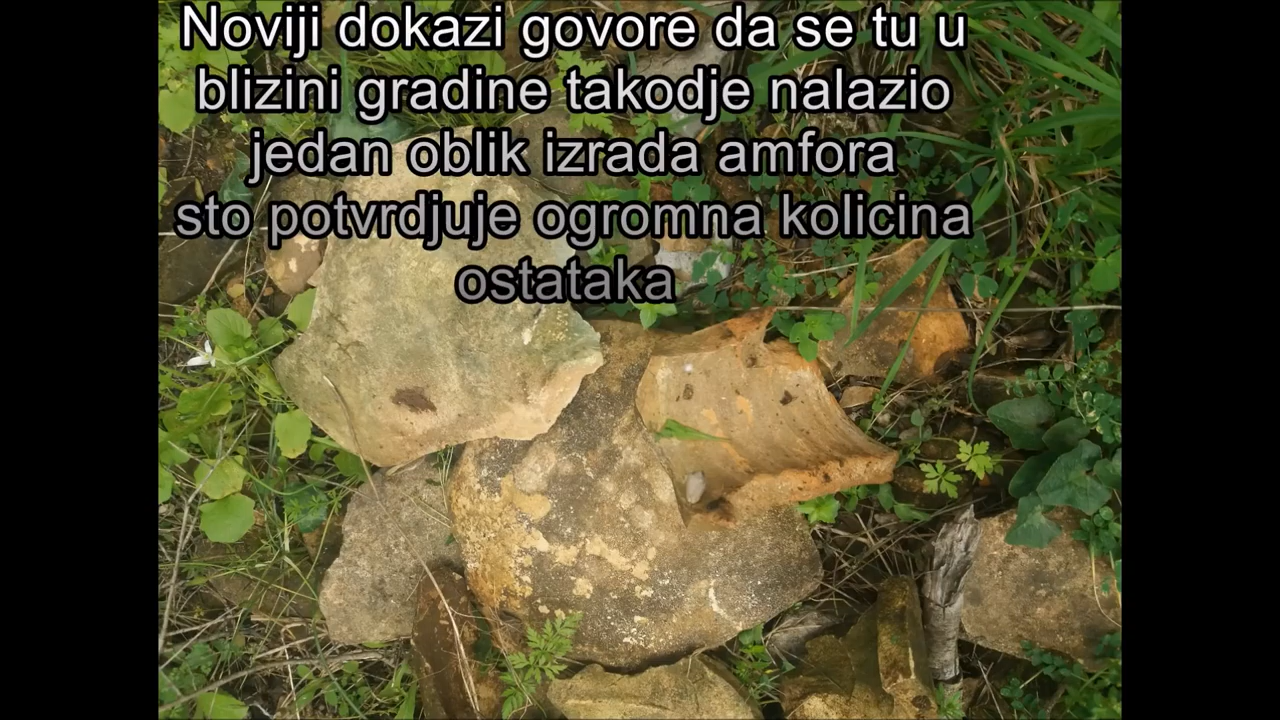 Noviji dokazi govore da se tu u
blizini gradine takodje nalazio
jedan oblik izrada amfora
sto potvrdjuje ogromna kolicina
ostataka